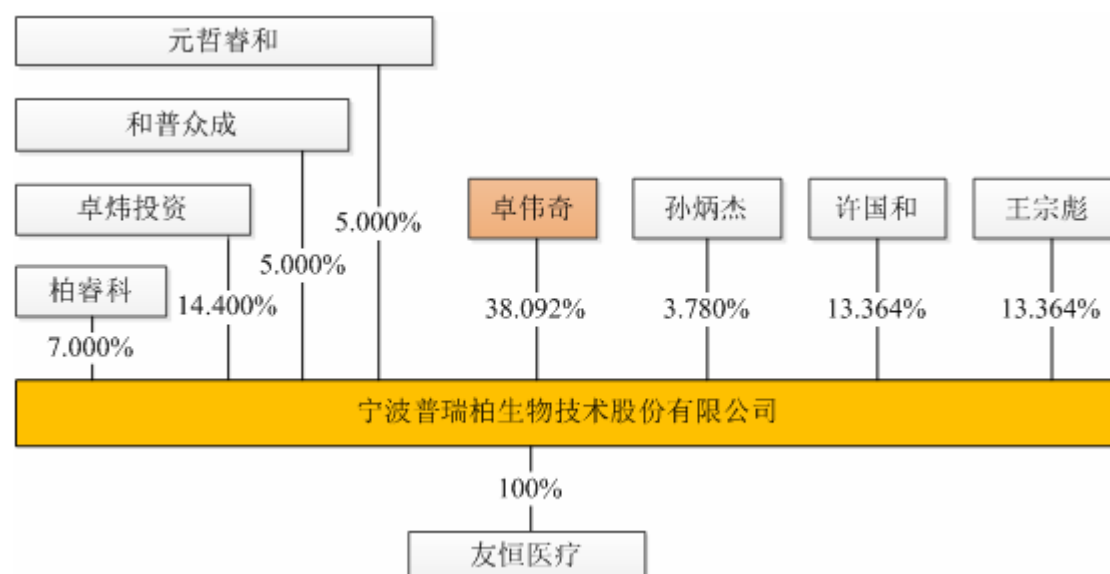 元哲睿和
和普众成
卓炜投资
柏睿科
卓伟奇
孙炳杰
许国和
王宗彪
5.000%
5.000%
14.400%
7.000%
38.092%
3.780%
13.364%
13.364%
宁波普瑞柏生物技术股份有限公司
100%
友恒医疗